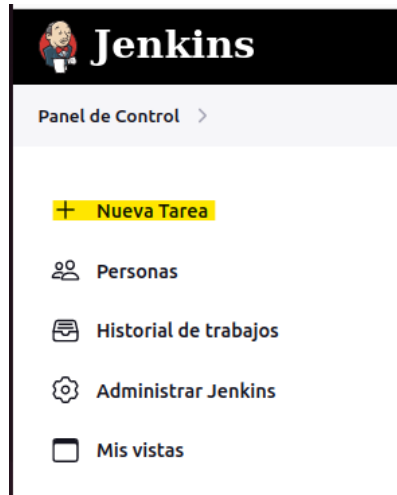 Jenkins
Panel de Control
Nueva Tarea
Personas
Historial de trabajos
Administrar Jenkins
Mis vistas